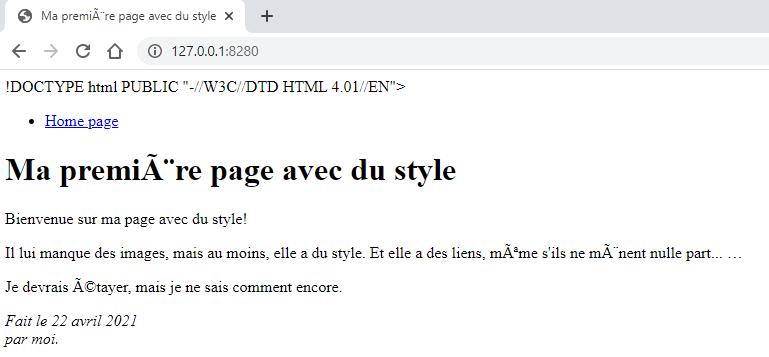 Ma premiÃ¨re page avec du style
127.0.0.1:8280
!DOCTYPE html PUBLIC "-//W3C//DTD HTML 4.01//EN">
Home page
Ma premiÃ¨re page avec du style
Bienvenue sur ma page avec du style!
Il lui manque des images, mais au moins, elle a du style. Et elle a des liens, mÃªme s'ils ne mÃ¨nent nulle part... …
Je devrais Ã©tayer, mais je ne sais comment encore.
Fait le 22 avril 2021
par moi.